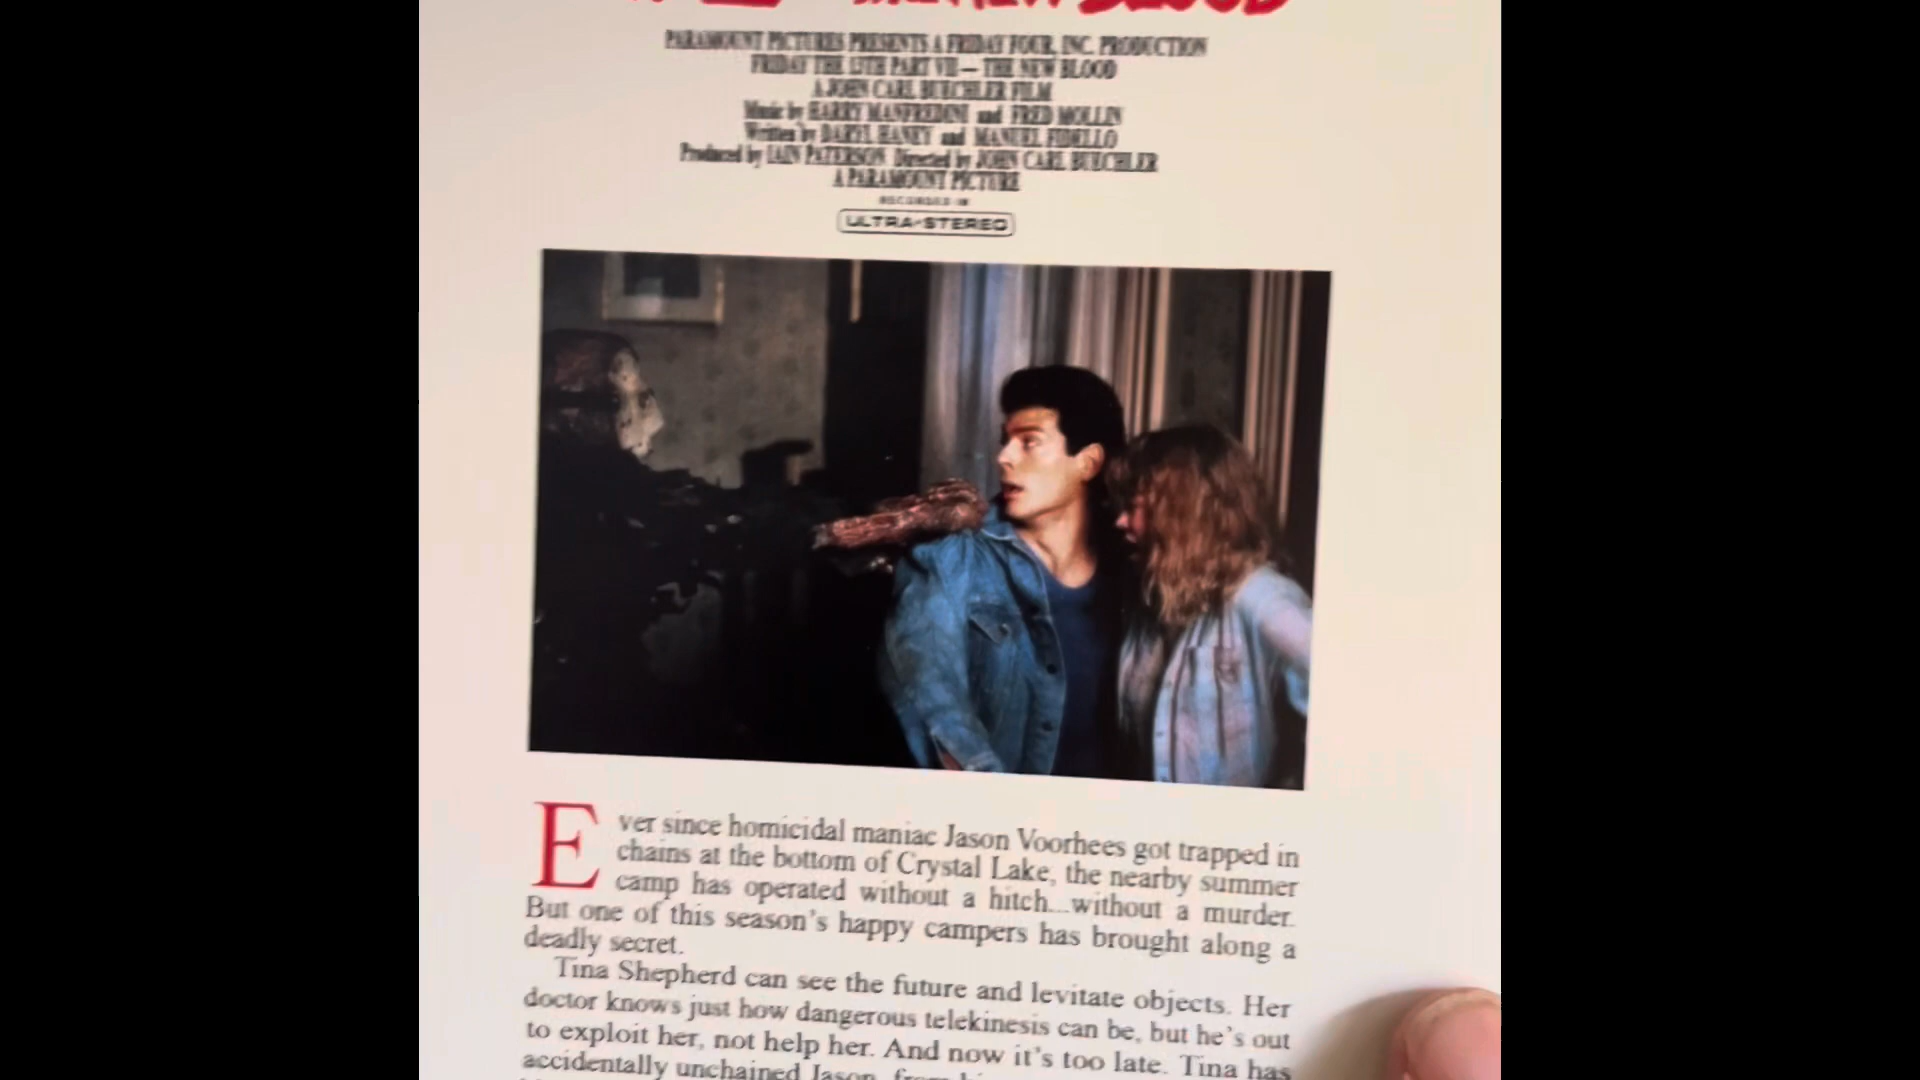 BLOOD
PARAMOUNT PICTURES PRESENTS A FRIDAY FOUR, INC. PRODUCTION
FRIDAY THE 13TH PART VII — THE NEW BLOOD
A JOHN CARL BUECHLER FILM
Music by HARRY MANFREDINI and FRED MOLLIN
Written by DARYL HANEY and MANUEL FIDELLO
Produced by IAIN PATERSON Directed by JOHN CARL BUECHLER
A PARAMOUNT PICTURE
RECORDED IN
ULTRA-STEREO
Ever since homicidal maniac Jason Voorhees got trapped in
chains at the bottom of Crystal Lake, the nearby summer
camp has operated without a hitch...without a murder.
But one of this season's happy campers has brought along a
deadly secret.
Tina Shepherd can see the future and levitate objects. Her
doctor knows just how dangerous telekinesis can be, but he's out
to exploit her, not help her. And now it's too late. Tina has
accidentally unchained Jason